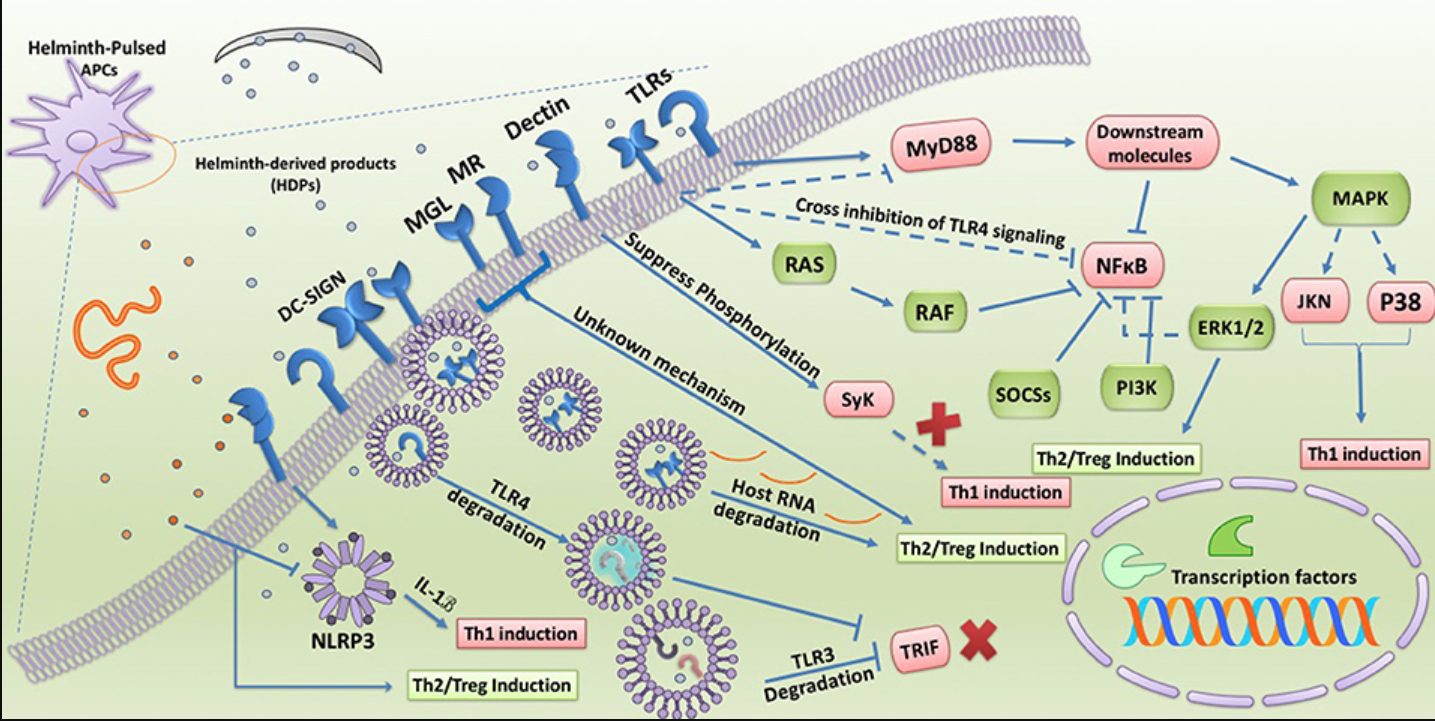 Helminth-Pulsed
APCs
Helminth-derived products
(HDPs)
TLRs
Dectin
MR
MGL
DC-SIGN
MyD88
Downstream
molecules
MAPK
Cross inhibition of TLR4 signaling
RAS
NFκB
RAF
JKN
P38
ERK1/2
Suppress Phosphorylation
Unknown mechanism
SOCSs
PI3K
SyK
Th2/Treg Induction
Th1 induction
Th1 induction
TLR4
degradation
Host RNA
degradation
Th2/Treg Induction
Transcription factors
NLRP3
IL-1ℬ
Th1 induction
Th2/Treg Induction
TLR3
Degradation
TRIF